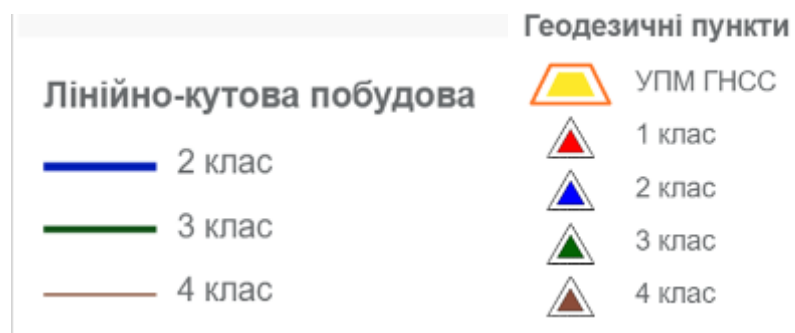 Лінійно-кутова побудова
2 клас
3 клас
4 клас
Геодезичні пункти
УПМ ГНСС
1 клас
2 клас
3 клас
4 клас